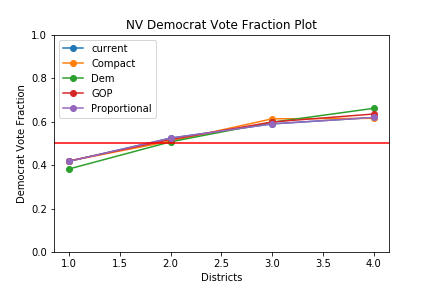 NV Democrat Vote Fraction Plot
1.0
0.8
0.6
0.4
0.2
0.0
Democrat Vote Fraction
current
Compact
Dem
GOP
Proportional
1.0 1.5 2.0 2.5 3.0 3.5 4.0
Districts